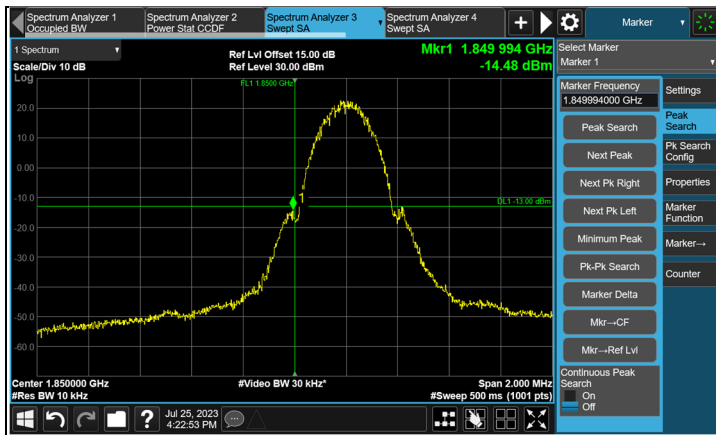 Spectrum Analyzer 1
Occupied BW
Spectrum Analyzer 2
Power Stat CCDF
Spectrum Analyzer 3
Swept SA
Spectrum Analyzer 4
Swept SA
Marker
1 Spectrum
Scale/Div 10 dB
Log
Ref Lvl Offset 15.00 dB
Ref Level 30.00 dBm
Mkr1 1.849 994 GHz
-14.48 dBm
FL1 1.8500 GHz
20.0
10.0
0.00
-10.0
-20.0
-30.0
-40.0
-50.0
-60.0
DL1 -13.00 dBm
Center 1.850000 GHz
#Res BW 10 kHz
#Video BW 30 kHz*
Span 2.000 MHz
#Sweep 500 ms (1001 pts)
Select Marker
Marker 1
Marker Frequency
1.849994000 GHz
Peak Search
Next Peak
Next Pk Right
Next Pk Left
Minimum Peak
Pk-Pk Search
Marker Delta
Mkr→CF
Mkr→Ref Lvl
Continuous Peak
Search
On
Off
Settings
Peak
Search
Pk Search
Config
Properties
Marker
Function
Marker→
Counter
?
Jul 25, 2023
4:22:53 PM